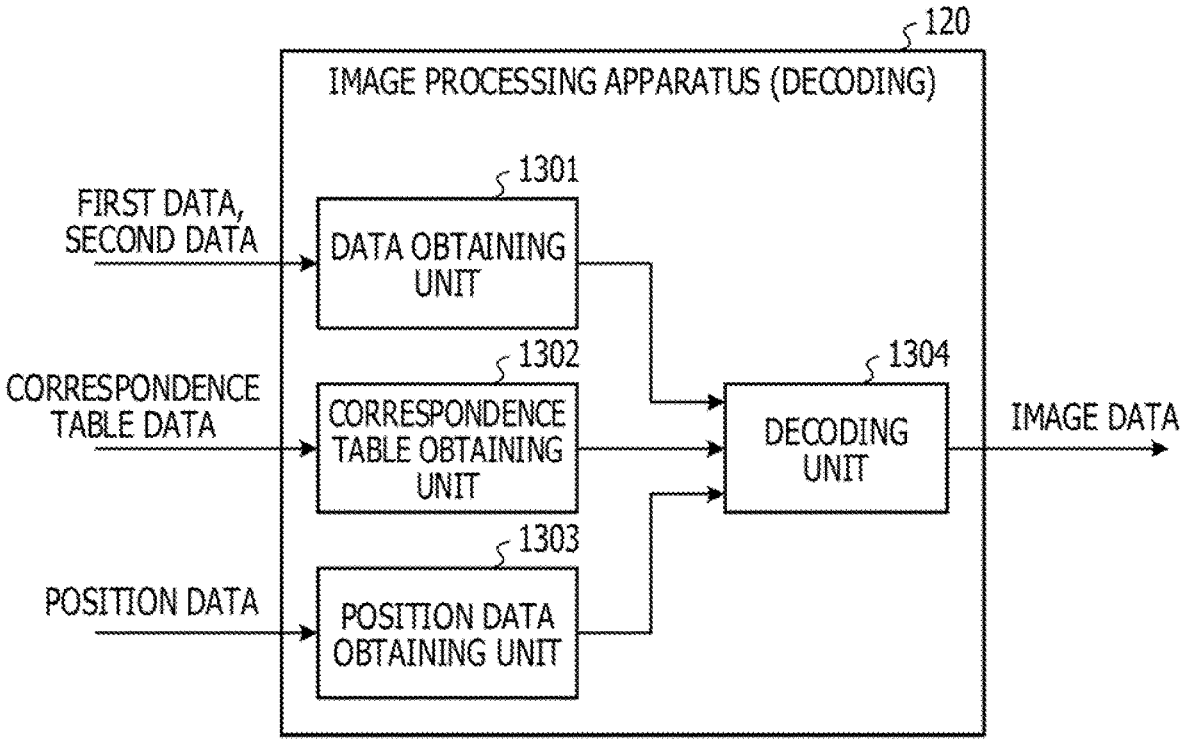 120
IMAGE PROCESSING APPARATUS (DECODING)
1301
FIRST DATA,
SECOND DATA
DATA OBTAINING
UNIT
1302
1304
CORRESPONDENCE
TABLE DATA
CORRESPONDENCE
TABLE OBTAINING
UNIT
DECODING
UNIT
IMAGE DATA
1303
POSITION DATA
POSITION DATA
OBTAINING UNIT